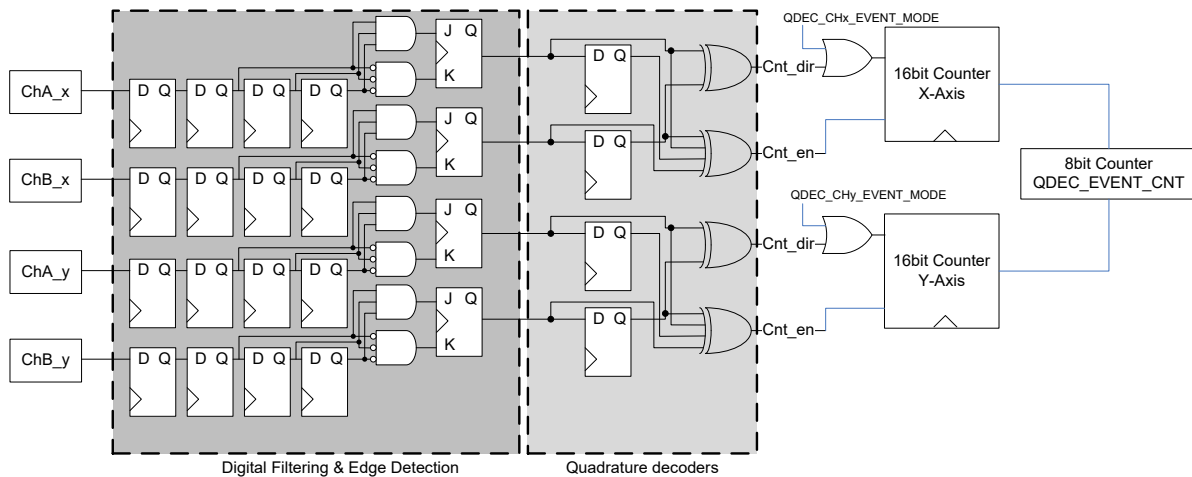 QDEC_CHx_EVENT_MODE
J Q
K
ChA_x
D Q D Q D Q D Q
D Q
Cnt_dir
16bit Counter
X-Axis
J Q
K
ChB_x
D Q D Q D Q D Q
D Q
Cnt_en
8bit Counter
QDEC_EVENT_CNT
QDEC_CHy_EVENT_MODE
J Q
K
ChA_y
D Q D Q D Q D Q
D Q
Cnt_dir
16bit Counter
Y-Axis
J Q
K
ChB_y
D Q D Q D Q D Q
D Q
Cnt_en
Digital Filtering & Edge Detection
Quadrature decoders